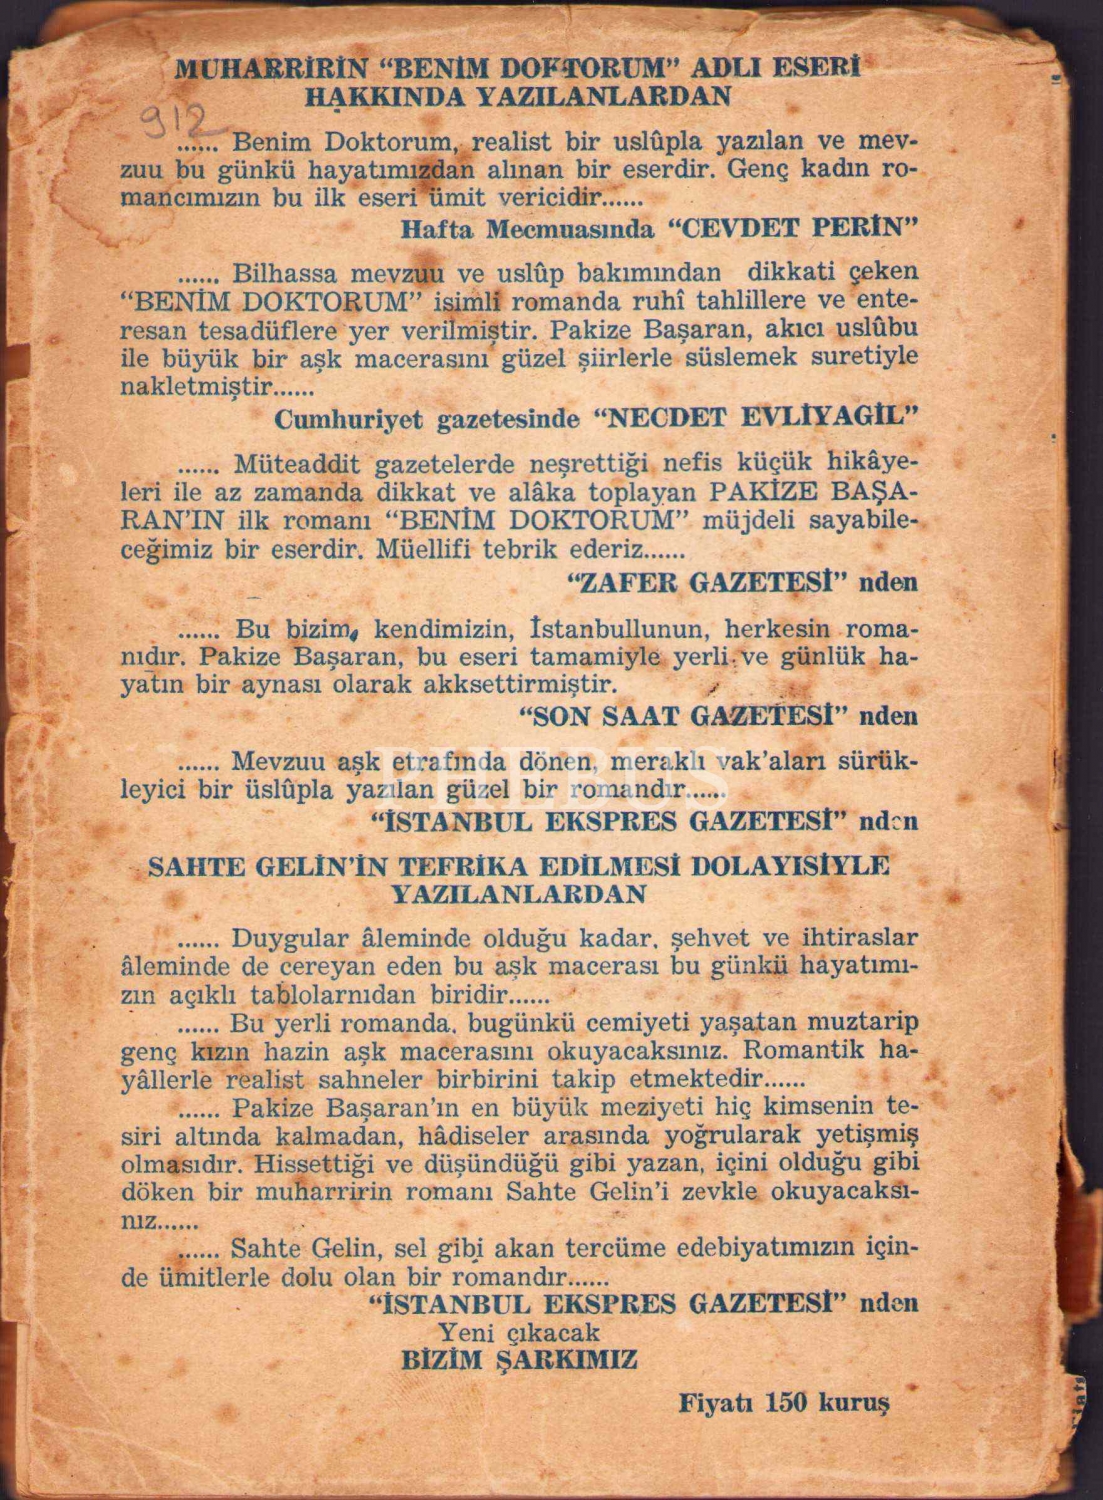 MUHARRİRİN “BENİM DOKTORUM” ADLI ESERİ
HAKKINDA YAZILANLARDAN
912
...... Benim Doktorum, realist bir uslûpla yazılan ve mev-
zuu bu günkü hayatımızdan alınan bir eserdir. Genç kadın ro-
mancımızın bu ilk eseri ümit vericidir......
Hafta Mecmuasında “CEVDET PERİN”
...... Bilhassa mevzuu ve uslûp bakımından dikkati çeken
“BENİM DOKTORUM” isimli romanda ruhî tahlillere ve ente-
resan tesadüflere yer verilmiştir. Pakize Başaran, akıcı uslûbu
ile büyük bir aşk macerasını güzel şiirlerle süslemek suretiyle
nakletmiştir......
Cumhuriyet gazetesinde “NECDET EVLİYAGİL”
...... Müteaddit gazetelerde neşrettiği nefis küçük hikâye-
leri ile az zamanda dikkat ve alâka toplayan PAKİZE BAŞA-
RAN’IN ilk romanı “BENİM DOKTORUM” müjdeli sayabile-
ceğimiz bir eserdir. Müellifi tebrik ederiz......
“ZAFER GAZETESİ” nden
...... Bu bizim, kendimizin, İstanbullunun, herkesin roma-
nıdır. Pakize Başaran, bu eseri tamamiyle yerli ve günlük ha-
yatın bir aynası olarak akksettirmiştir.
“SON SAAT GAZETESİ” nden
...... Mevzuu aşk etrafında dönen, meraklı vak’aları sürük-
leyici bir üslûpla yazılan güzel bir romandır......
PHEBUS
“İSTANBUL EKSPRES GAZETESİ” nden
SAHTE GELİN’İN TEFRİKA EDİLMESİ DOLAYISİYLE
YAZILANLARDAN
...... Duygular âleminde olduğu kadar, şehvet ve ihtiraslar
âleminde de cereyan eden bu aşk macerası bu günkü hayatımı-
zın açıklı tablolarnıdan biridir......
...... Bu yerli romanda, bugünkü cemiyeti yaşatan muztarip
genç kızın hazin aşk macerasını okuyacaksınız. Romantik ha-
yâllerle realist sahneler birbirini takip etmektedir......
...... Pakize Başaran’ın en büyük meziyeti hiç kimsenin te-
siri altında kalmadan, hâdiseler arasında yoğrularak yetişmiş
olmasıdır. Hissettiği ve düşündüğü gibi yazan, içini olduğu gibi
döken bir muharririn romanı Sahte Gelin’i zevkle okuyacaksı-
nız......
...... Sahte Gelin, sel gibi akan tercüme edebiyatımızın için-
de ümitlerle dolu olan bir romandır......
“İSTANBUL EKSPRES GAZETESİ” nden
Yeni çıkacak
BİZİM ŞARKIMIZ
Fiyatı 150 kuruş